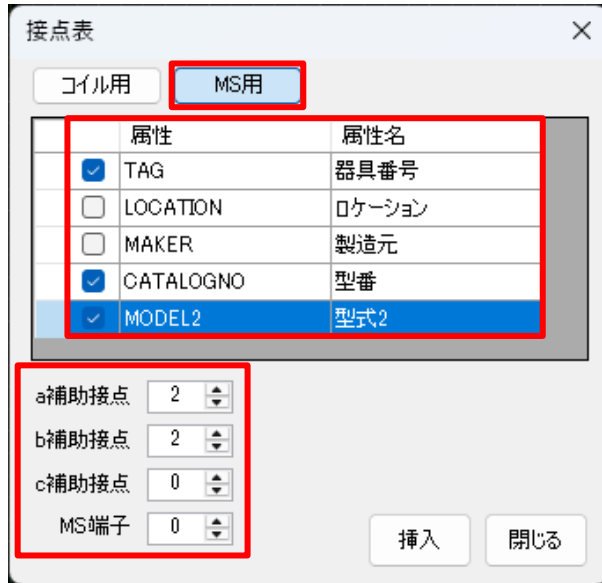 接点表
コイル用 MS用
属性 属性名
TAG 器具番号
LOCATION ロケーション
MAKER 製造元
CATALOGNO 型番
MODEL2 型式2
a補助接点 2
b補助接点 2
c補助接点 0
MS端子 0
挿入 閉じる